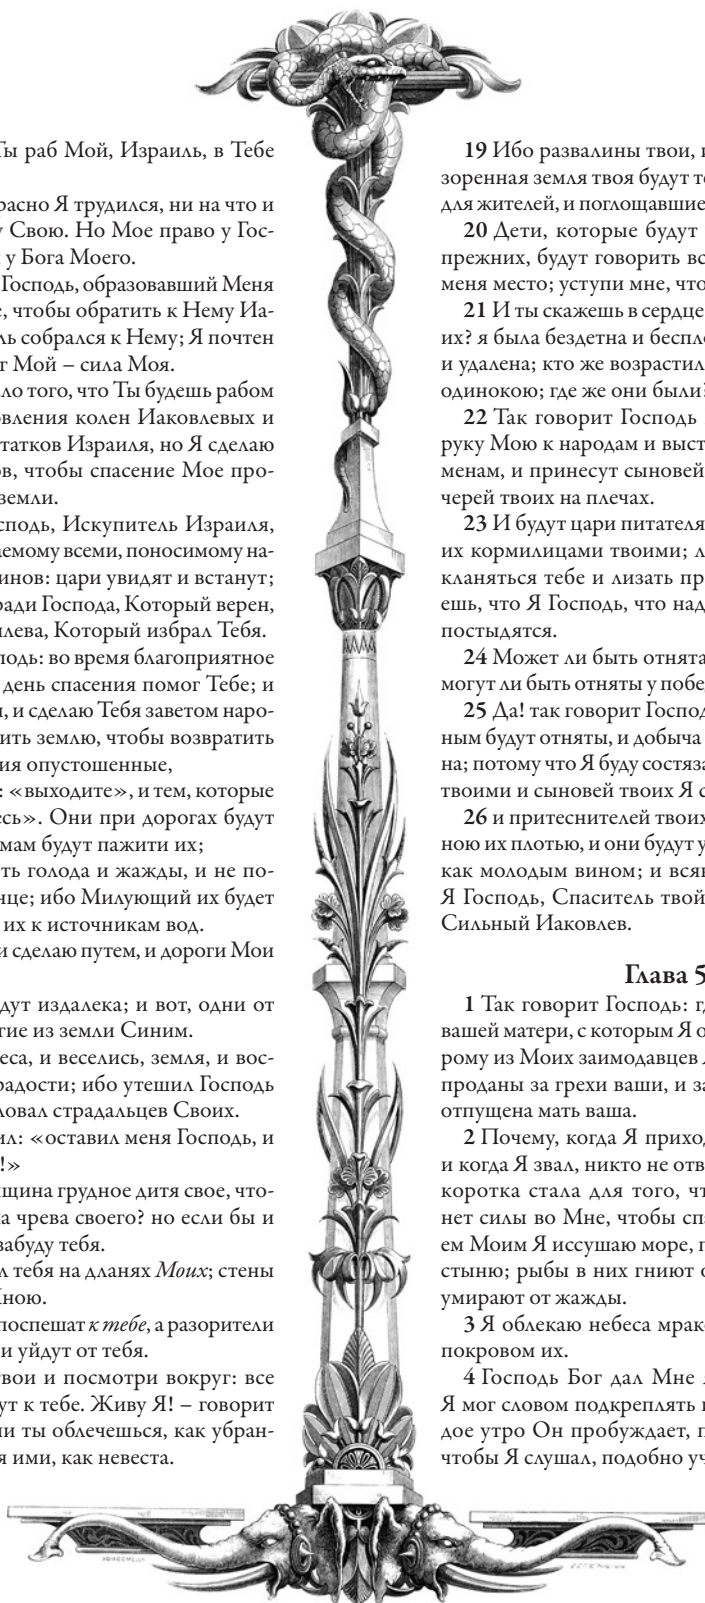 Ты раб Мой, Израиль, в Тебе
расно Я трудился, ни на что и
у Свою. Но Мое право у Гос-
у Бога Моего.
Господь, образовавший Меня
е, чтобы обратить к Нему Иа-
ль собрался к Нему; Я почтен
г Мой – сила Моя.
ло того, что Ты будешь рабом
овления колен Иаковлевых и
татков Израиля, но Я сделаю
ов, чтобы спасение Мое про-
земли.
сподь, Искупитель Израиля,
аемому всеми, поносимому на-
инов: цари увидят и встанут;
ради Господа, Который верен,
илева, Который избрал Тебя.
подь: во время благоприятное
день спасения помог Тебе; и
, и сделаю Тебя заветом наро-
ить землю, чтобы возвратить
ия опустошенные,
: «выходите», и тем, которые
есь». Они при дорогах будут
мам будут пажити их;
ть голода и жажды, и не по-
нце; ибо Милующий их будет
их к источникам вод.
и сделаю путем, и дороги Мои
дут издалека; и вот, одни от
гие из земли Синим.
еса, и веселись, земля, и вос-
радости; ибо утешил Господь
ловал страдальцев Своих.
ил: «оставил меня Господь, и
!»
щина грудное дитя свое, что-
а чрева своего? но если бы и
забуду тебя.
л тебя на дланях Моих; стены
Мною.
поспешат к тебе, а разорители
и уйдут от тебя.
твои и посмотри вокруг: все
ут к тебе. Живу Я! – говорит
ми ты облечешься, как убран-
я ими, как невеста.
19 Ибо развалины твои, и
зоренная земля твоя будут т
для жителей, и поглощавшие
20 Дети, которые будут
прежних, будут говорить вс
меня место; уступи мне, что
21 И ты скажешь в сердце
их? я была бездетна и беспл
и удалена; кто же возрастил
одинокою; где же они были?
22 Так говорит Господь
руку Мою к народам и выст
менам, и принесут сыновей
черей твоих на плечах.
23 И будут цари питателя
их кормилицами твоими; л
кланяться тебе и лизать пр
ешь, что Я Господь, что над
постыдятся.
24 Может ли быть отнята
могут ли быть отняты у побе
25 Да! так говорит Господ
ным будут отняты, и добыча
на; потому что Я буду состяза
твоими и сыновей твоих Я с
26 и притеснителей твоих
ною их плотью, и они будут у
как молодым вином; и всяк
Я Господь, Спаситель твой
Сильный Иаковлев.
Глава 5
1 Так говорит Господь: г
вашей матери, с которым Я о
рому из Моих заимодавцев
проданы за грехи ваши, и за
отпущена мать ваша.
2 Почему, когда Я приход
и когда Я звал, никто не отв
коротка стала для того, ч
нет силы во Мне, чтобы сп
ем Моим Я иссушаю море, п
стыню; рыбы в них гниют о
умирают от жажды.
3 Я облекаю небеса мрак
покровом их.
4 Господь Бог дал Мне
Я мог словом подкреплять
дое утро Он пробуждает, п
чтобы Я слушал, подобно уч